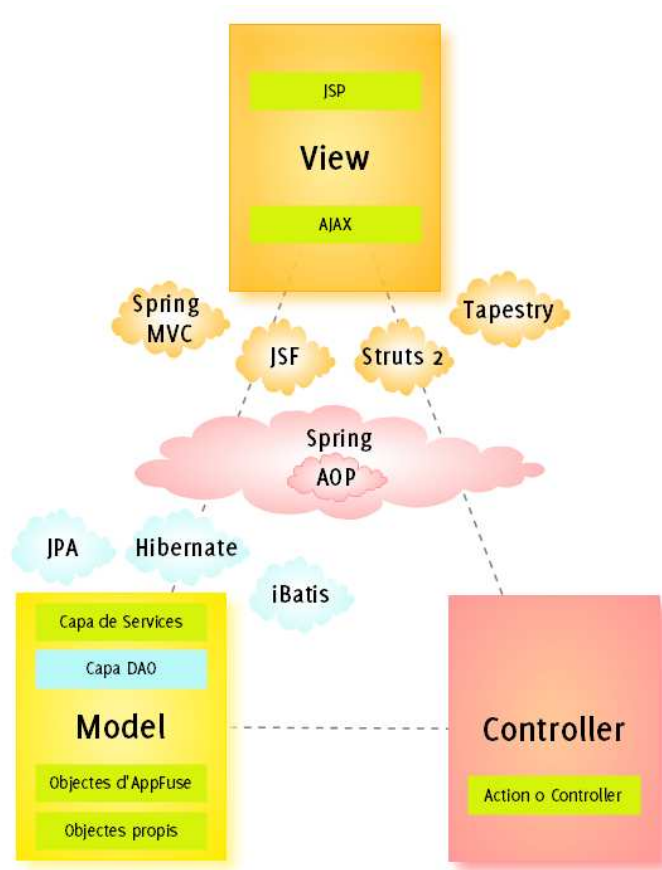 JSP
View
AJAX
Spring
MVC
Tapestry
JSF
Struts 2
Spring
AOP
JPA
Hibernate
iBatis
Capa de Services
Capa DAO
Model
Controller
Objectes d'AppFuse
Action o Controller
Objectes propis